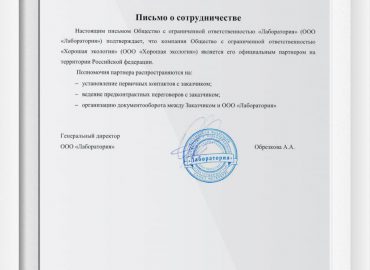 Письмо о сотрудничестве
Настоящим письмом Общество с ограниченной ответственностью «Лаборатория» (ООО
«Лаборатория») подтверждает, что компания Общество с ограниченной ответственностью
«Хорошая экология» (ООО «Хорошая экология») является его официальным партнером на
территории Российской федерации.
Полномочия партнера распространяются на:
– установление первичных контактов с заказчиком;
– ведение предконтрактных переговоров с заказчиком;
– организацию документооборота между Заказчиком и ООО «Лаборатория»
Генеральный директор
ООО «Лаборатория»
«Лаборатория»
Обрезкова А.А.